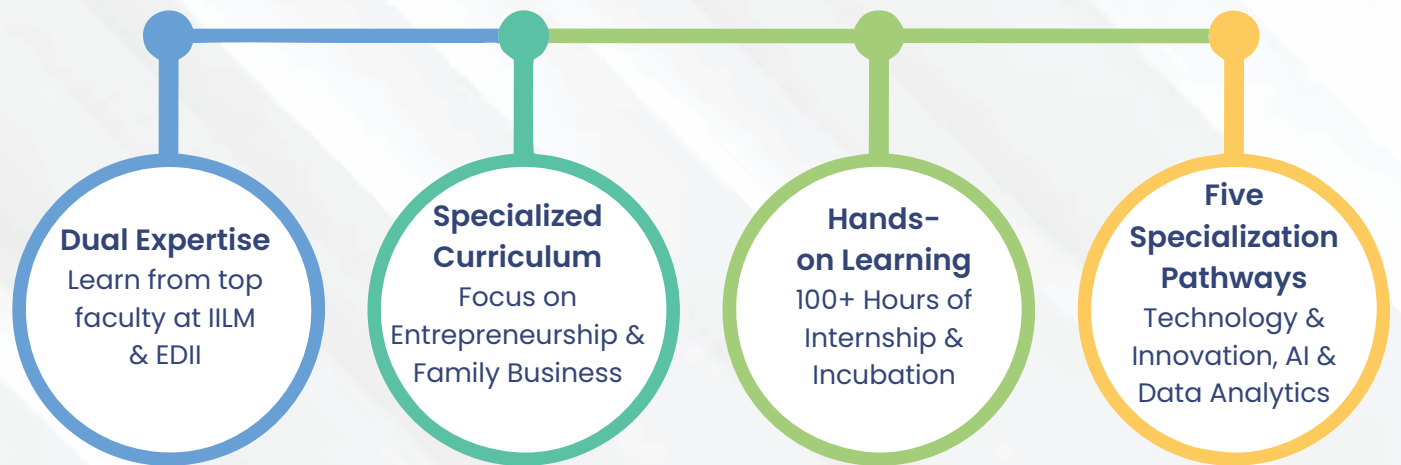 Dual Expertise
Learn from top
faculty at IILM
& EDII
Specialized
Curriculum
Focus on
Entrepreneurship &
Family Business
Hands-
on Learning
100+ Hours of
Internship &
Incubation
Five
Specialization
Pathways
Technology &
Innovation, AI &
Data Analytics